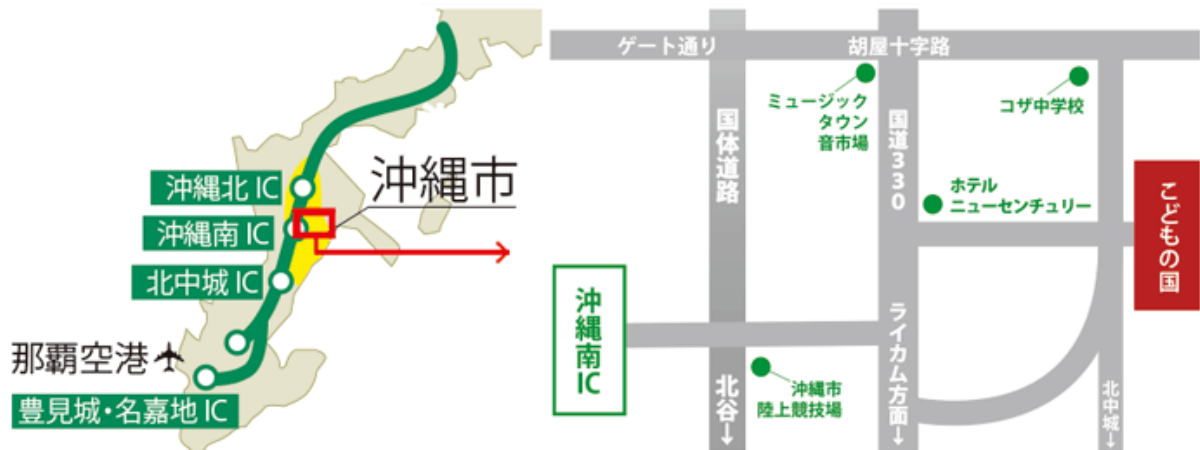 沖縄北 IC
沖縄市
沖縄南 IC
北中城 IC
那覇空港
豊見城・名嘉地 IC
ゲート通り
胡屋十字路
ミュージック
タウン
音市場
コザ中学校
国体道路
国道330
ホテル
ニューセンチュリー
こどもの国
沖縄南IC
ライカム方面↓
沖縄市
陸上競技場
北谷↓
北中城↓